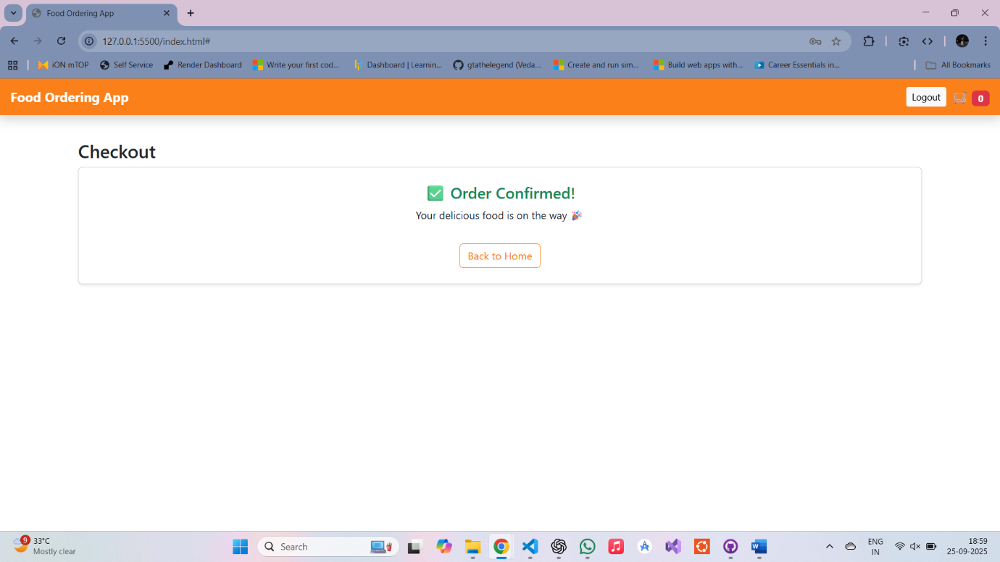 Food Ordering App
127.0.0.1:5500/index.html#
iON mTOP Self Service Render Dashboard Write your first cod... Dashboard | Learnin... gtathelegend (Veda... Create and run sim... Build web apps with... Career Essentials in... All Bookmarks
Food Ordering App Logout 0
Checkout
Order Confirmed!
Your delicious food is on the way
Back to Home
9 33°C Search ENG 18:59
Mostly clear IN 25-09-2025